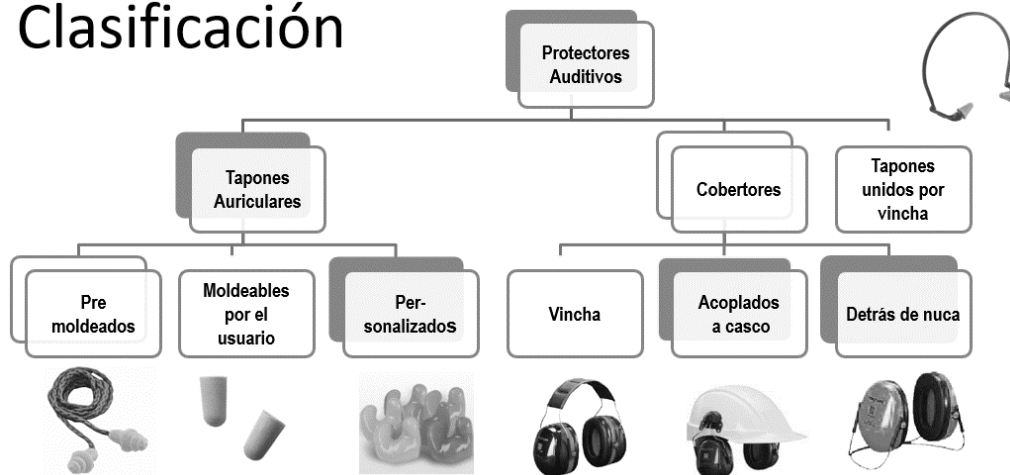 Clasificación
Protectores
Auditivos
Tapones
Auriculares
Cobertores
Tapones
unidos por
vincha
Pre
moldeados
Moldeables
por el
usuario
Per-
sonalizados
Vincha
Acoplados
a casco
Detrás de nuca